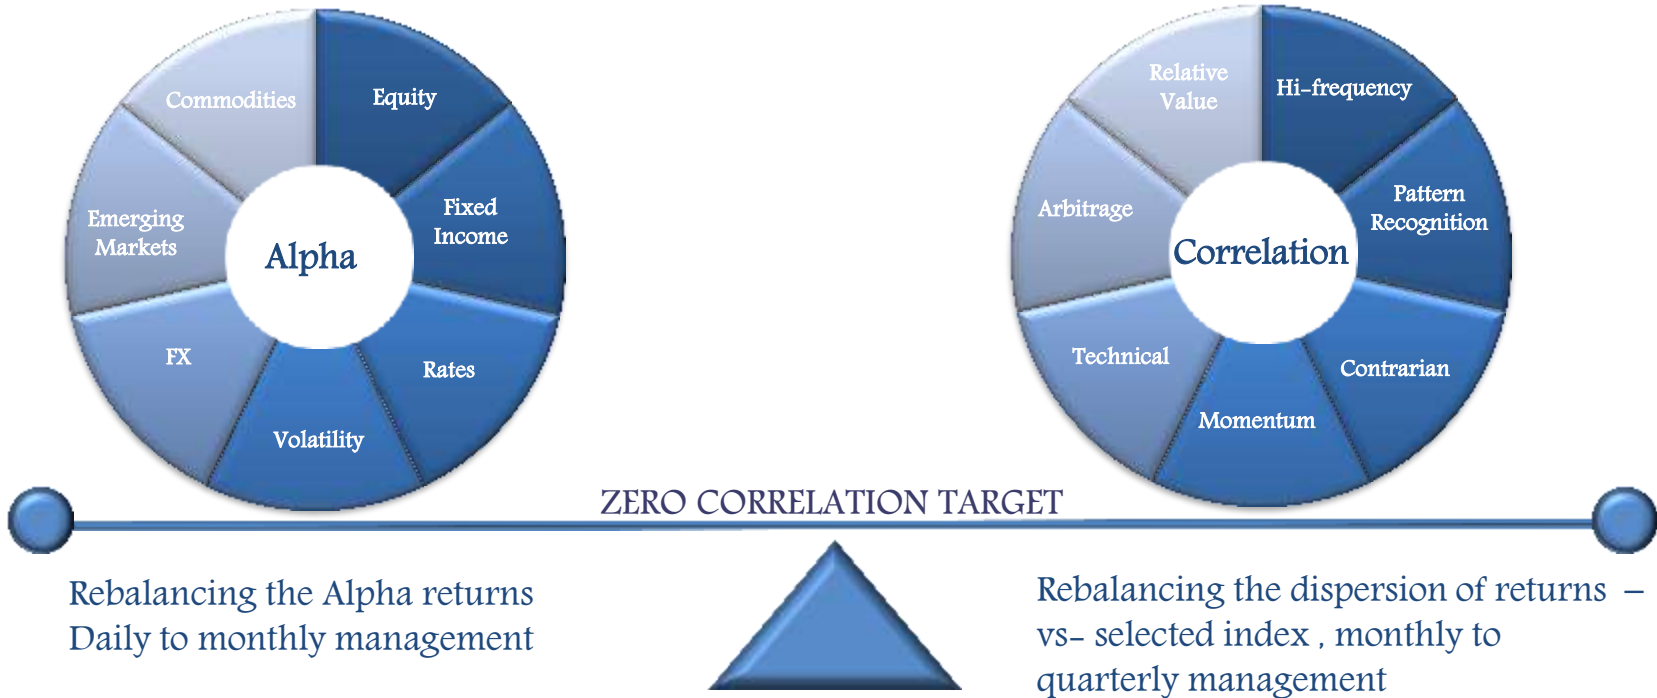 Commodities
Equity
Fixed
Income
Rates
Volatility
FX
Emerging
Markets
Alpha
Relative
Value
Hi-frequency
Pattern
Recognition
Contrarian
Momentum
Technical
Arbitrage
Correlation
ZERO CORRELATION TARGET
Rebalancing the Alpha returns
Daily to monthly management
Rebalancing the dispersion of returns –
vs- selected index , monthly to
quarterly management